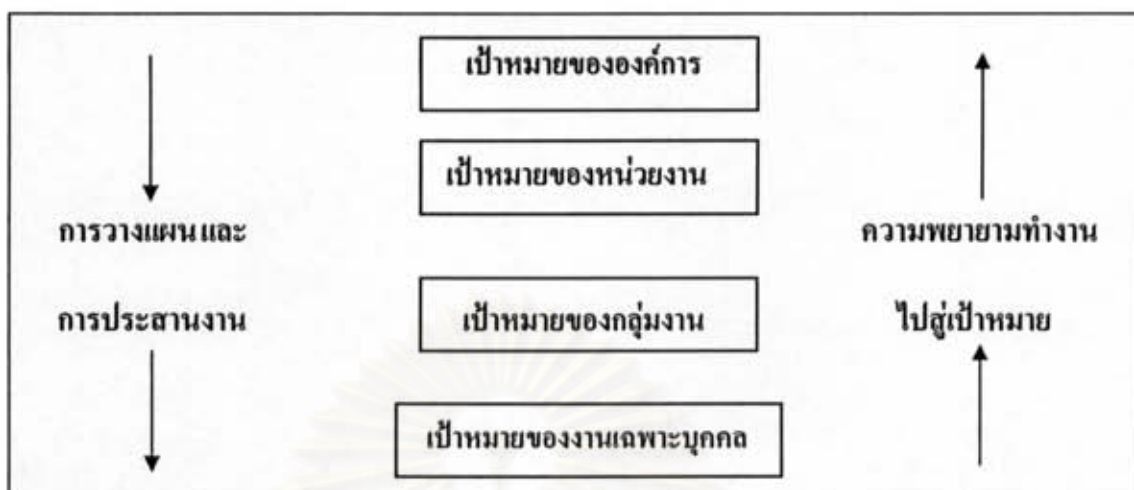 เป้าหมายขององค์การ
เป้าหมายของหน่วยงาน
การวางแผนและ
ความพยายามทำงาน
การประสานงาน
เป้าหมายของกลุ่มงาน
ไปสู่เป้าหมาย
เป้าหมายของงานเฉพาะบุคคล